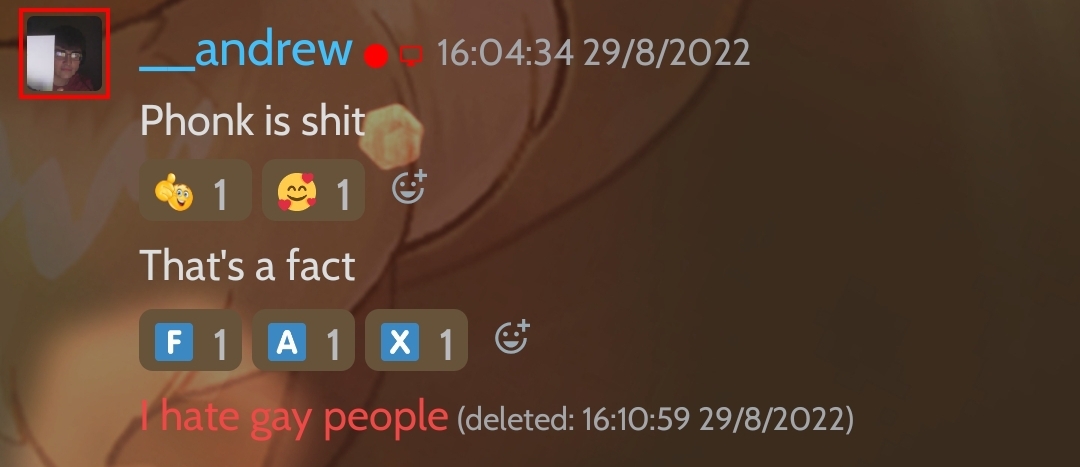 __andrew 16:04:34 29/8/2022
Phonk is shit
1 1
That's a fact
F 1 A 1 X 1
I hate gay people (deleted: 16:10:59 29/8/2022)